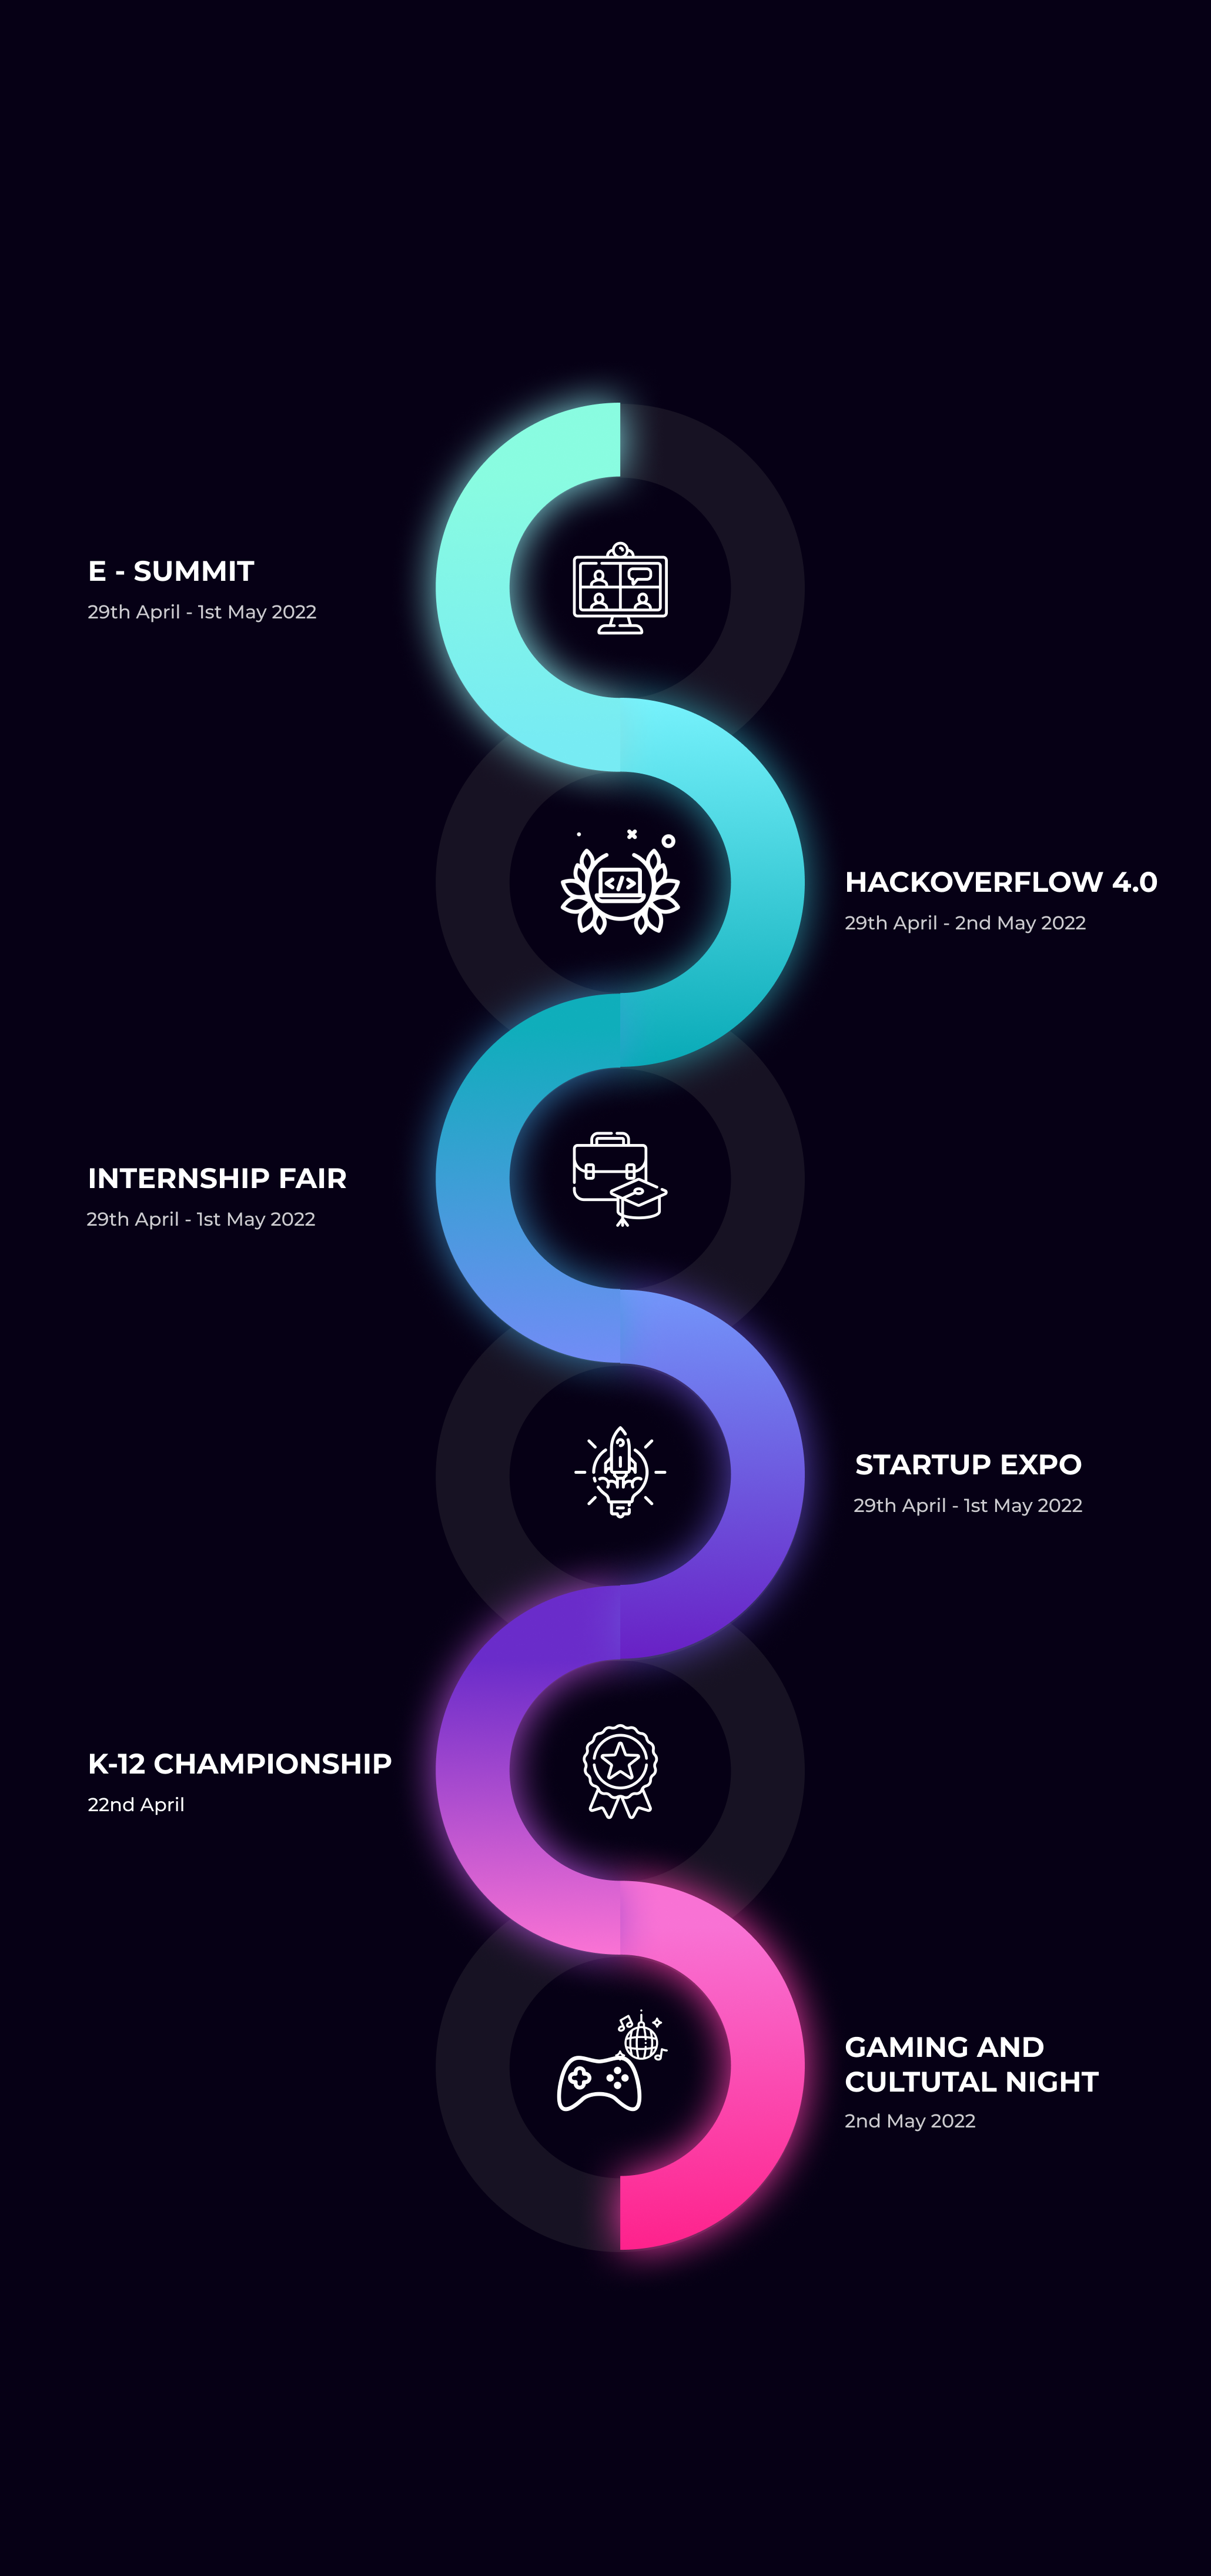 E - SUMMIT
29th April - 1st May 2022
HACKOVERFLOW 4.0
29th April - 2nd May 2022
INTERNSHIP FAIR
29th April - 1st May 2022
STARTUP EXPO
29th April - 1st May 2022
K-12 CHAMPIONSHIP
22nd April
GAMING AND
CULTUTAL NIGHT
2nd May 2022